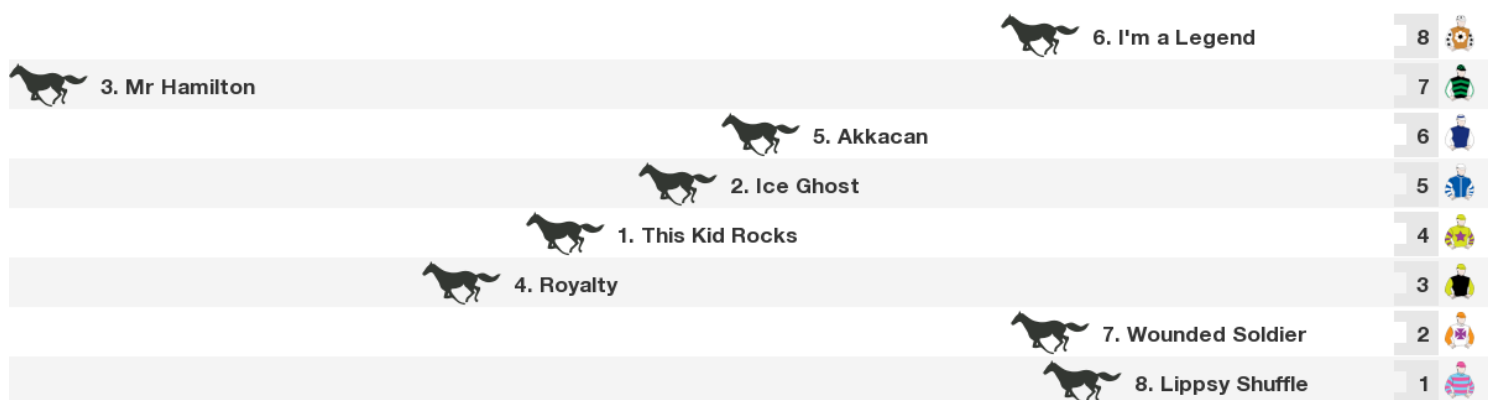 6. I'm a Legend 8
3. Mr Hamilton 7
5. Akkacan 6
2. Ice Ghost 5
1. This Kid Rocks 4
4. Royalty 3
7. Wounded Soldier 2
8. Lippsy Shuffle 1